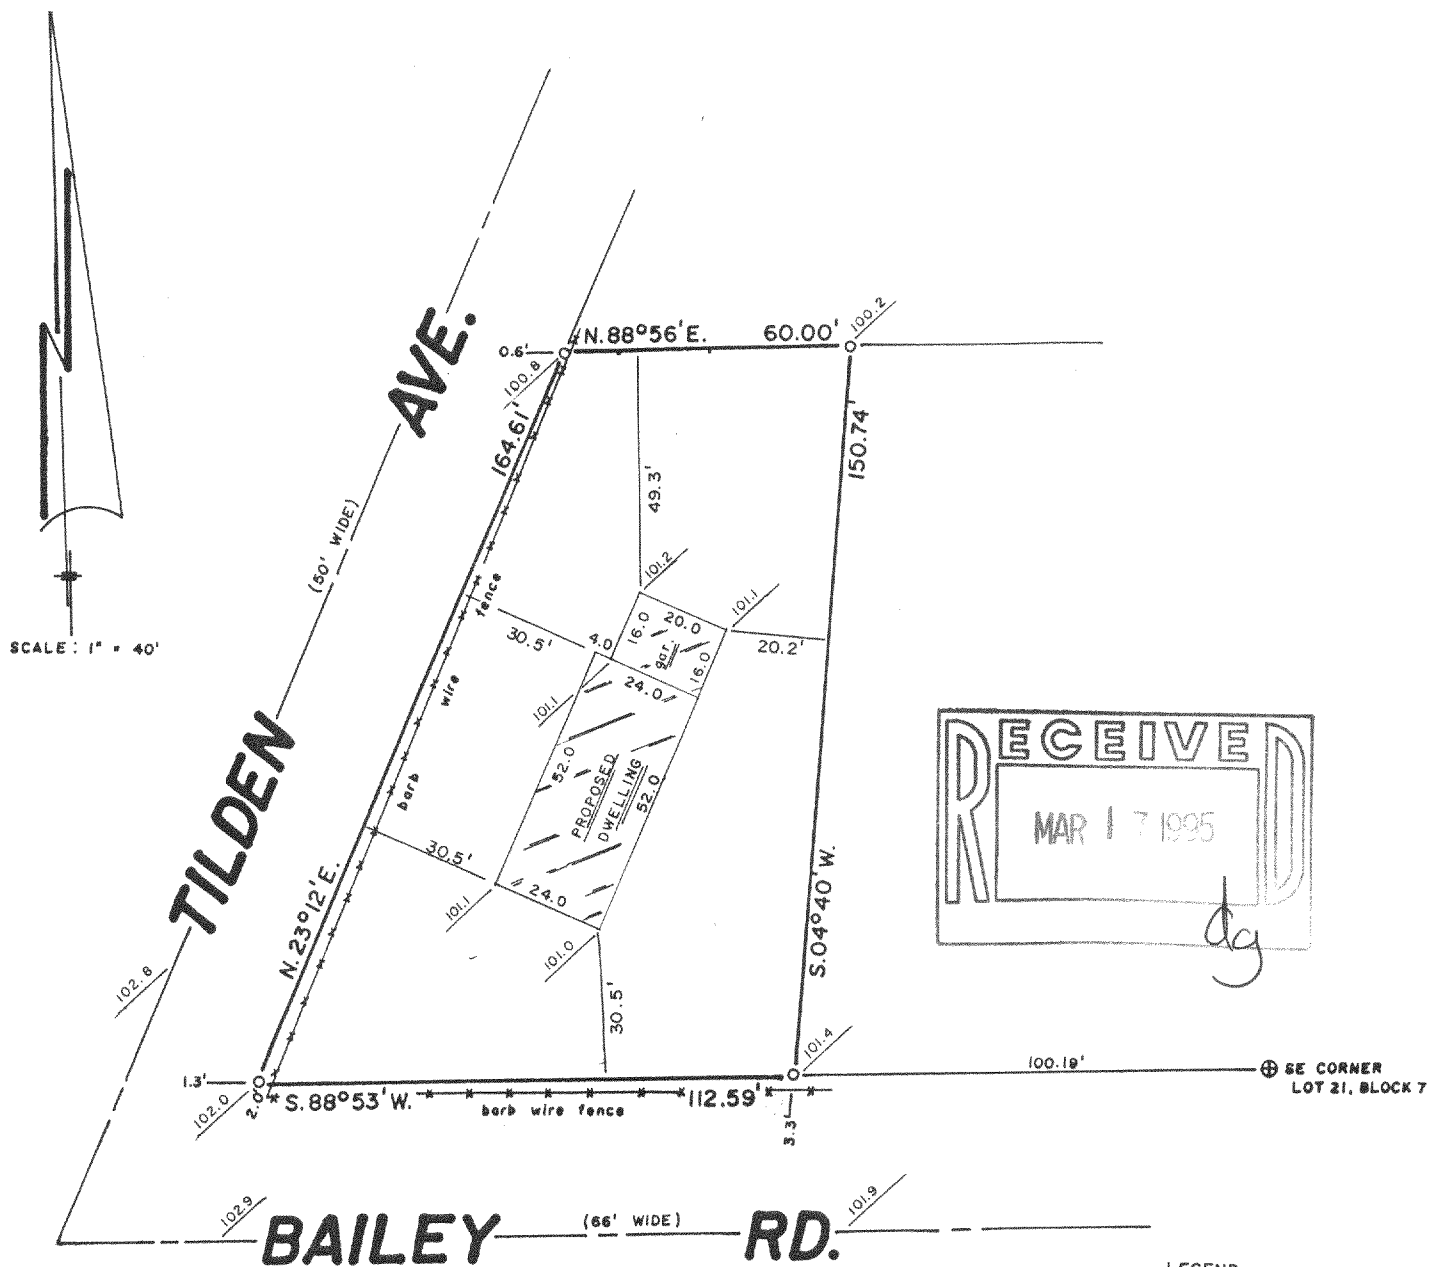 SCALE: 1" = 40'
TILDEN AVE.
(50' WIDE)
0.6'
100.8
N.88°56'E. 60.00'
100.2
164.61'
N.23°12'E.
barb wire fence
150.74'
S.04°40'W.
49.3'
101.2
101.1
20.2'
30.5'
4.0
16.0
20.0
gar.
16.0
24.0
101.1
52.0
PROPOSED
DWELLING
52.0
30.5'
24.0
101.1
101.0
30.5'
RECEIVED
MAR 17 1995
dg
102.8
1.3'
102.0
2.0'
S.88°53'W. 112.59'
barb wire fence
3.3'
101.4
100.19'
SE CORNER
LOT 21, BLOCK 7
102.9
BAILEY RD.
(66' WIDE)
101.9
LEGEND